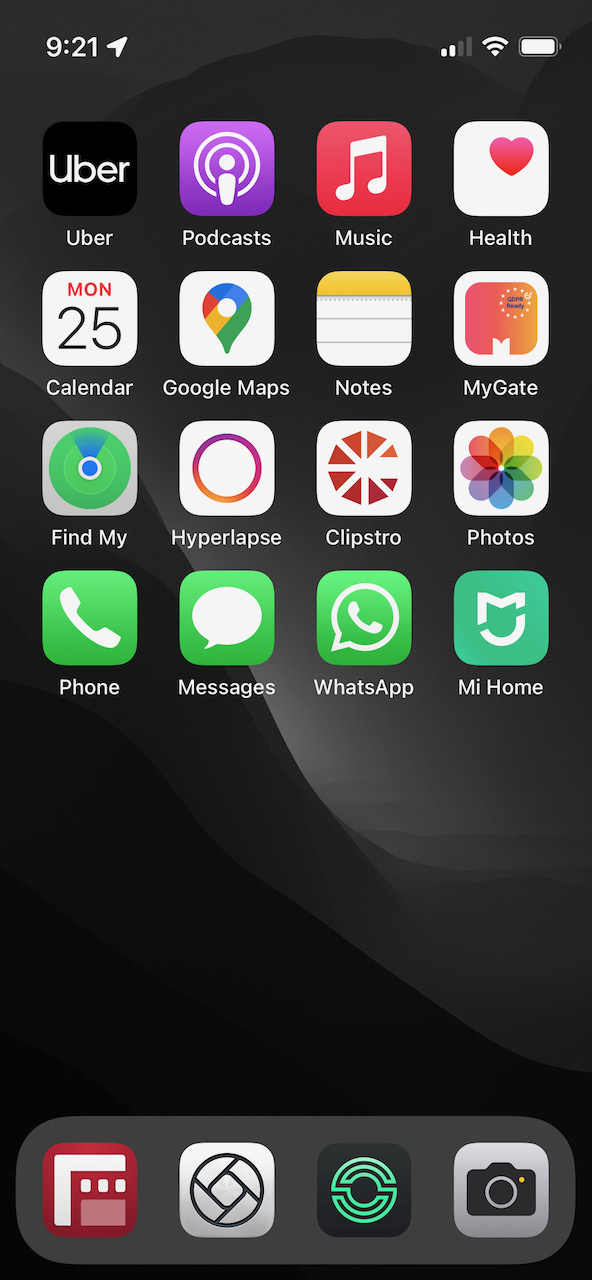 9:21
Uber
Uber Podcasts Music Health
MON
25
GDPR
Ready
Calendar Google Maps Notes MyGate
Find My Hyperlapse Clipstro Photos
Phone Messages WhatsApp Mi Home